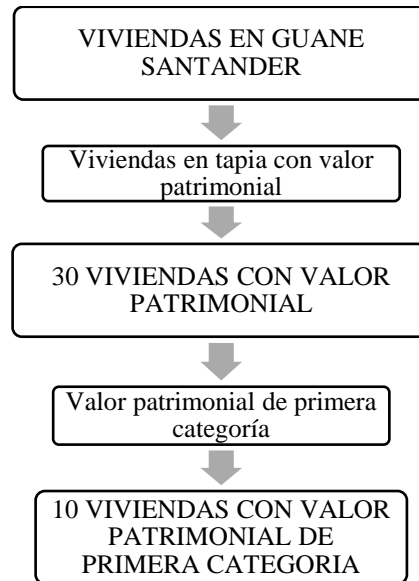 VIVIENDAS EN GUANE
SANTANDER
Viviendas en tapia con valor
patrimonial
30 VIVIENDAS CON VALOR
PATRIMONIAL
Valor patrimonial de primera
categoría
10 VIVIENDAS CON VALOR
PATRIMONIAL DE
PRIMERA CATEGORIA